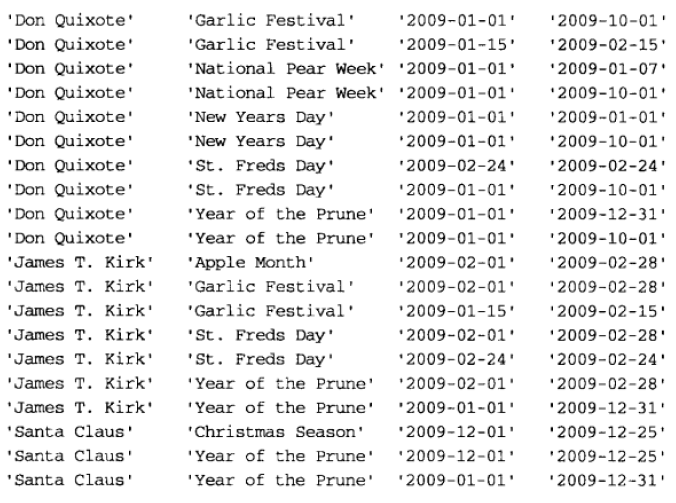 'Don Quixote' 'Garlic Festival' '2009-01-01' '2009-10-01'
'Don Quixote' 'Garlic Festival' '2009-01-15' '2009-02-15'
'Don Quixote' 'National Pear Week' '2009-01-01' '2009-01-07'
'Don Quixote' 'National Pear Week' '2009-01-01' '2009-10-01'
'Don Quixote' 'New Years Day' '2009-01-01' '2009-01-01'
'Don Quixote' 'New Years Day' '2009-01-01' '2009-10-01'
'Don Quixote' 'St. Freds Day' '2009-02-24' '2009-02-24'
'Don Quixote' 'St. Freds Day' '2009-01-01' '2009-10-01'
'Don Quixote' 'Year of the Prune' '2009-01-01' '2009-12-31'
'Don Quixote' 'Year of the Prune' '2009-01-01' '2009-10-01'
'James T. Kirk' 'Apple Month' '2009-02-01' '2009-02-28'
'James T. Kirk' 'Garlic Festival' '2009-02-01' '2009-02-28'
'James T. Kirk' 'Garlic Festival' '2009-01-15' '2009-02-15'
'James T. Kirk' 'St. Freds Day' '2009-02-01' '2009-02-28'
'James T. Kirk' 'St. Freds Day' '2009-02-24' '2009-02-24'
'James T. Kirk' 'Year of the Prune' '2009-02-01' '2009-02-28'
'James T. Kirk' 'Year of the Prune' '2009-01-01' '2009-12-31'
'Santa Claus' 'Christmas Season' '2009-12-01' '2009-12-25'
'Santa Claus' 'Year of the Prune' '2009-12-01' '2009-12-25'
'Santa Claus' 'Year of the Prune' '2009-01-01' '2009-12-31'